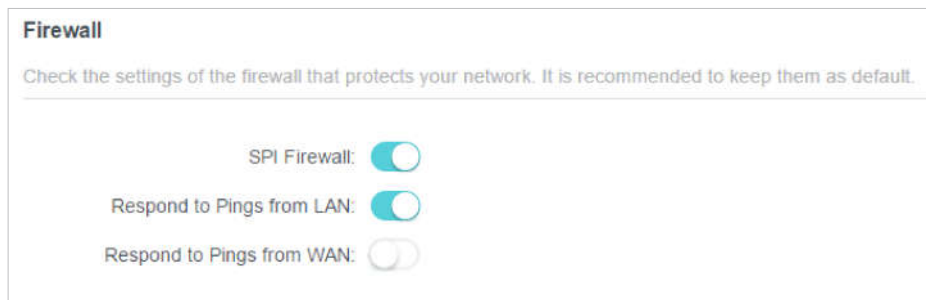 Firewall
Check the settings of the firewall that protects your network. It is recommended to keep them as default.
SPI Firewall:
Respond to Pings from LAN:
Respond to Pings from WAN: